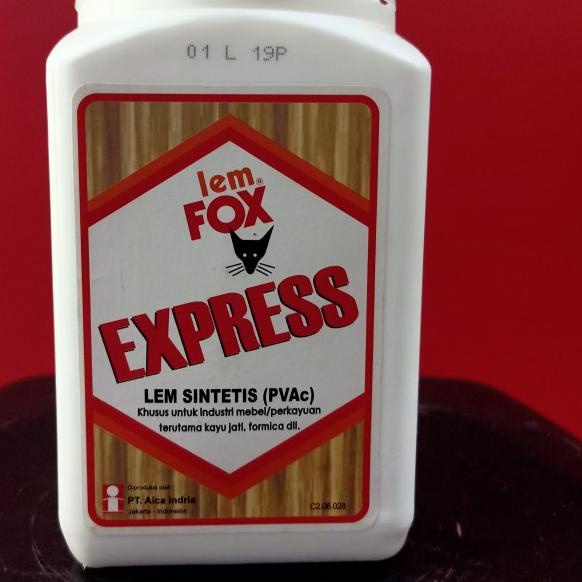 01 L 19P
lem®
FOX
EXPRESS
LEM SINTETIS (PVAc)
Khusus untuk industri mebel/perkayuan
terutama kayu jati, formica dll.
Diproduksi oleh :
PT. Aica Indria
Jakarta - Indonesia
C2.06.028